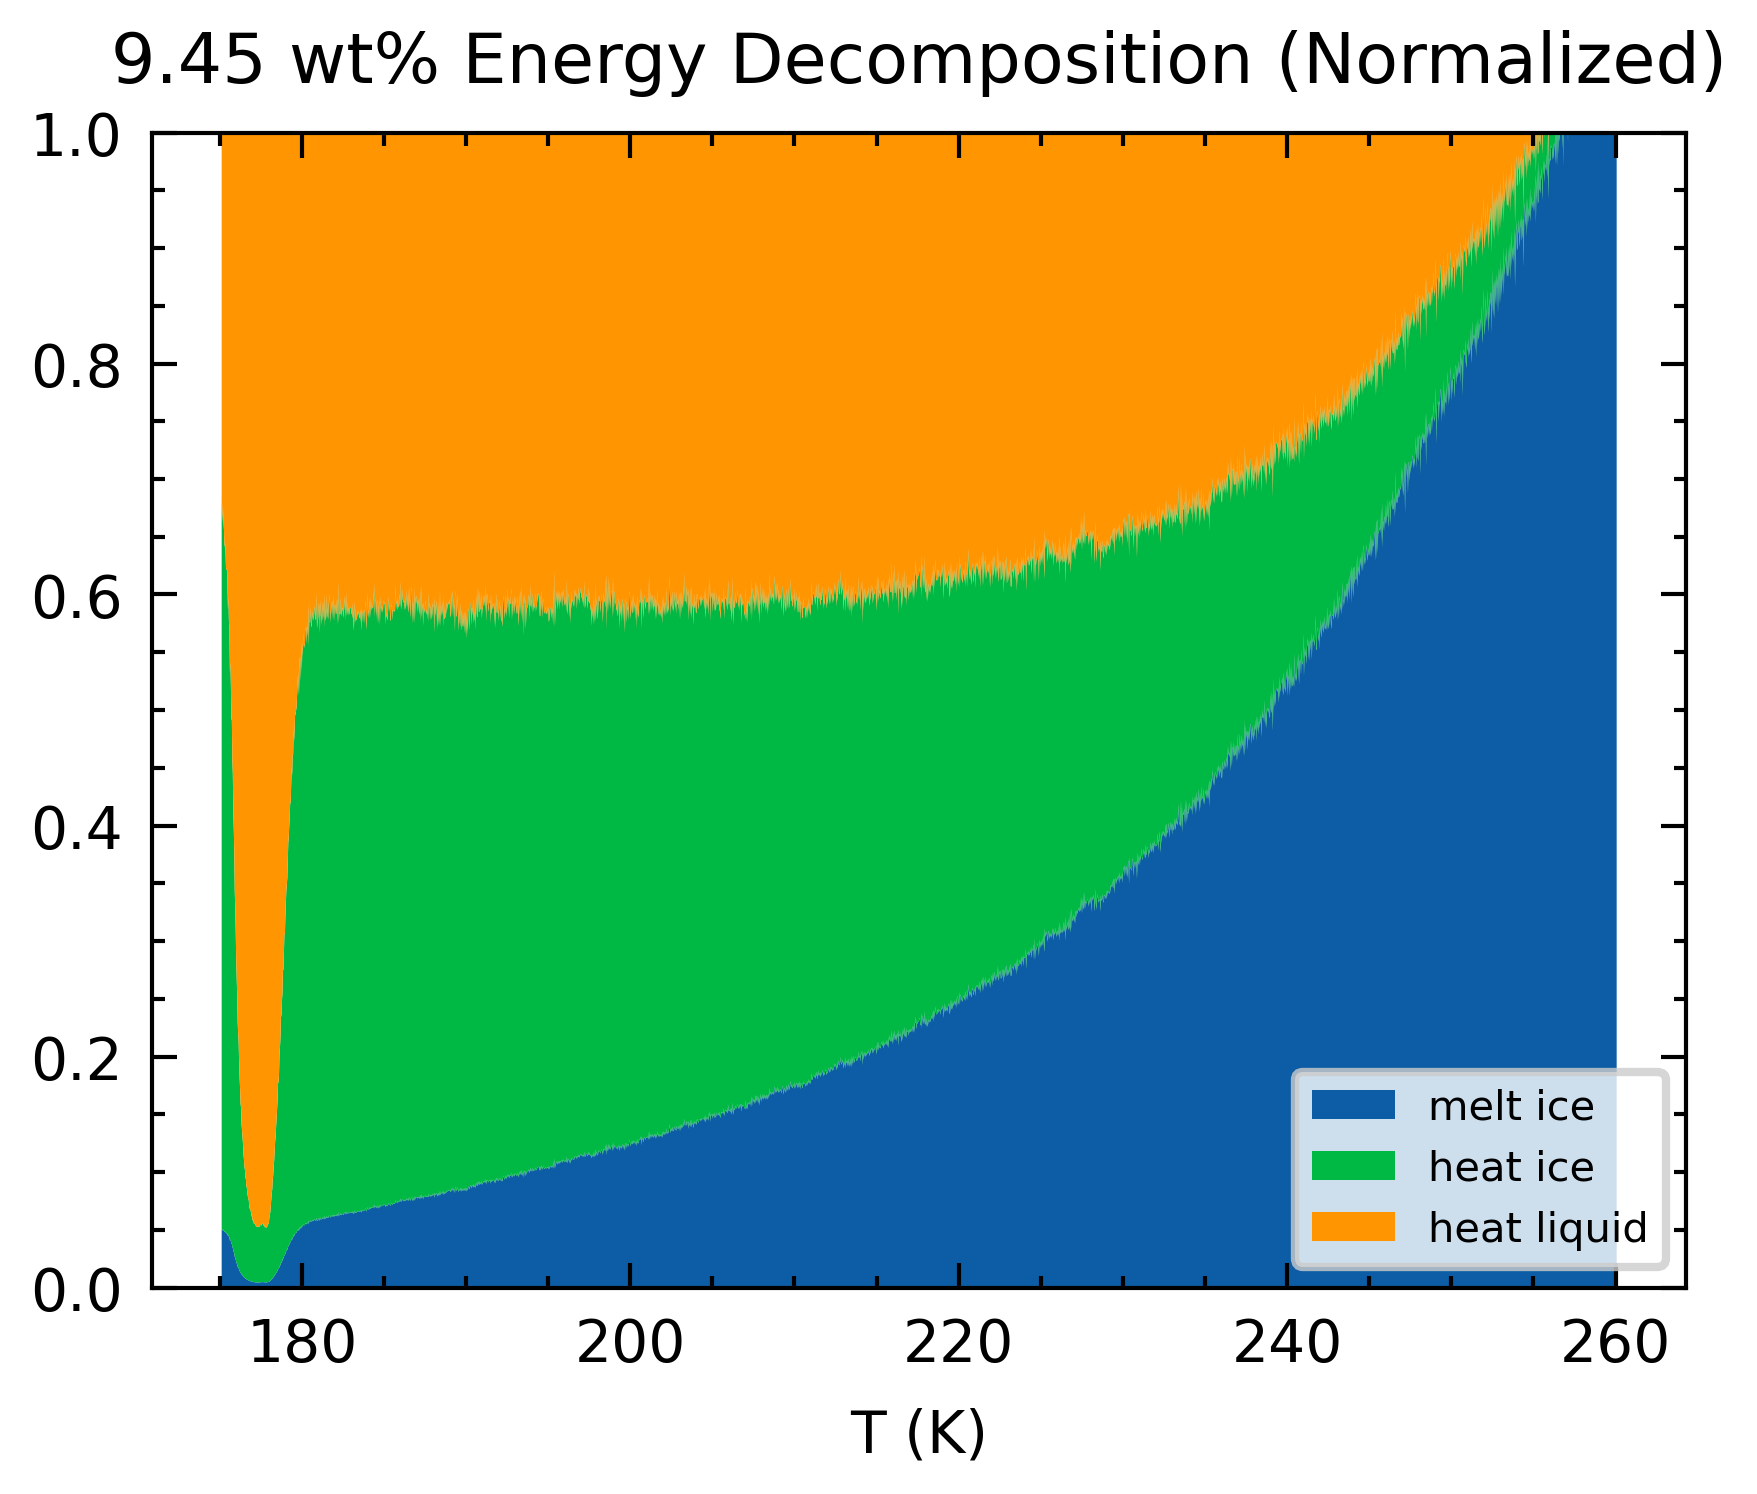 9.45 wt% Energy Decomposition (Normalized)
1.0
0.8
0.6
0.4
0.2
0.0
melt ice
heat ice
heat liquid
180 200 220 240 260
T (K)